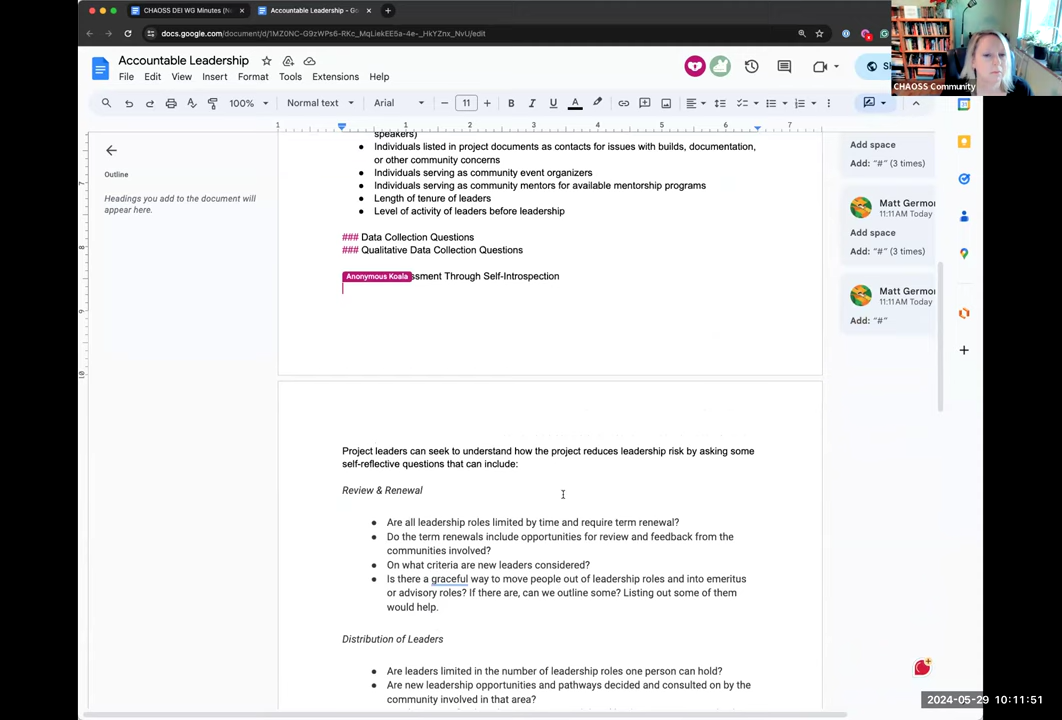 CHAOSS DEI WG Minutes (N
Accountable Leadership - Go
docs.google.com/document/d/1MZ0NC-G9zWPs6-RKc_MqLiekEE5a-4e-_HkYZnx_NvU/edit
Accountable Leadership
File Edit View Insert Format Tools Extensions Help
100% Normal text Arial 11
CHAOSS Community
1 1 2 3 4 5 6 7
speakers)
Individuals listed in project documents as contacts for issues with builds, documentation,
or other community concerns
Individuals serving as community event organizers
Individuals serving as community mentors for available mentorship programs
Length of tenure of leaders
Level of activity of leaders before leadership
### Data Collection Questions
### Qualitative Data Collection Questions
Anonymous Koala
ssment Through Self-Introspection
Project leaders can seek to understand how the project reduces leadership risk by asking some
self-reflective questions that can include:
Review & Renewal
Are all leadership roles limited by time and require term renewal?
Do the term renewals include opportunities for review and feedback from the
communities involved?
On what criteria are new leaders considered?
Is there a graceful way to move people out of leadership roles and into emeritus
or advisory roles? If there are, can we outline some? Listing out some of them
would help.
Distribution of Leaders
Are leaders limited in the number of leadership roles one person can hold?
Are new leadership opportunities and pathways decided and consulted on by the
community involved in that area?
Outline
Headings you add to the document will
appear here.
Add space
Add: "#" (3 times)
Matt Germon
11:11 AM Today
Add space
Add: "#" (3 times)
Matt Germon
11:11 AM Today
Add: "#"
2024-05-29 10:11:51